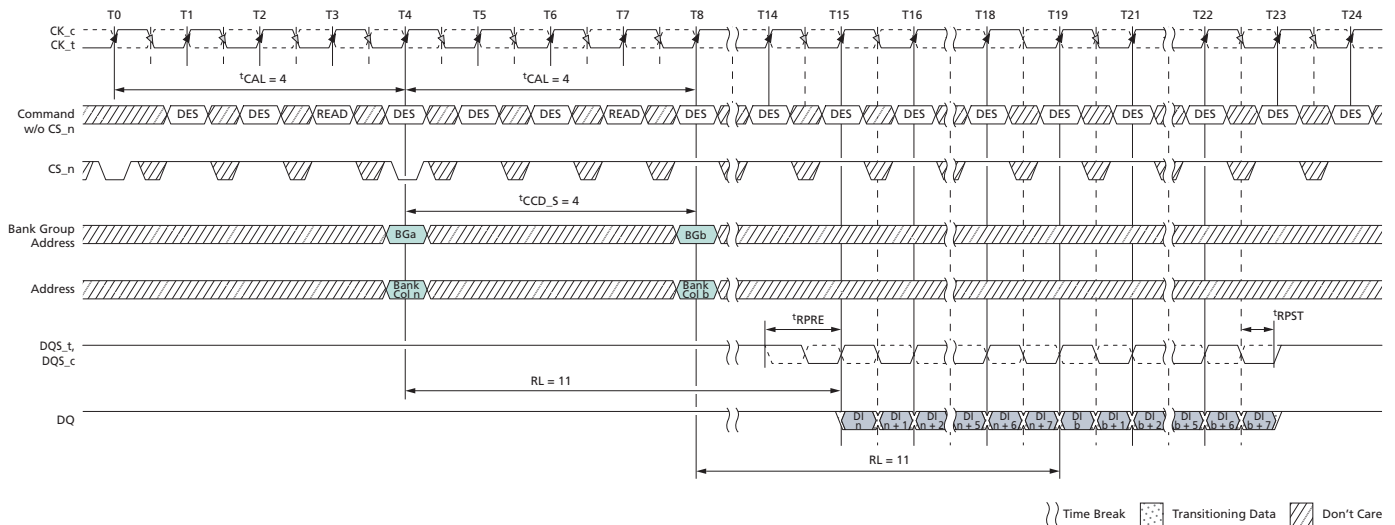 T0 T1 T2 T3 T4 T5 T6 T7 T8 T14 T15 T16 T18 T19 T21 T22 T23 T24
CK_c
CK_t
tCAL = 4 tCAL = 4
Command
w/o CS_n
DES DES READ DES DES DES READ DES DES DES DES DES DES DES DES DES DES
CS_n
tCCD_S = 4
Bank Group
Address
BGa BGb
Address
Bank
Col n
Bank
Col b
tRPRE tRPST
DQS_t,
DQS_c
RL = 11
DQ
DI
n
DI
n + 1
DI
n + 2
DI
n + 5
DI
n + 6
DI
n + 7
DI
b
DI
b + 1
DI
b + 2
DI
b + 5
DI
b + 6
DI
b + 7
RL = 11
Time Break Transitioning Data Don't Care